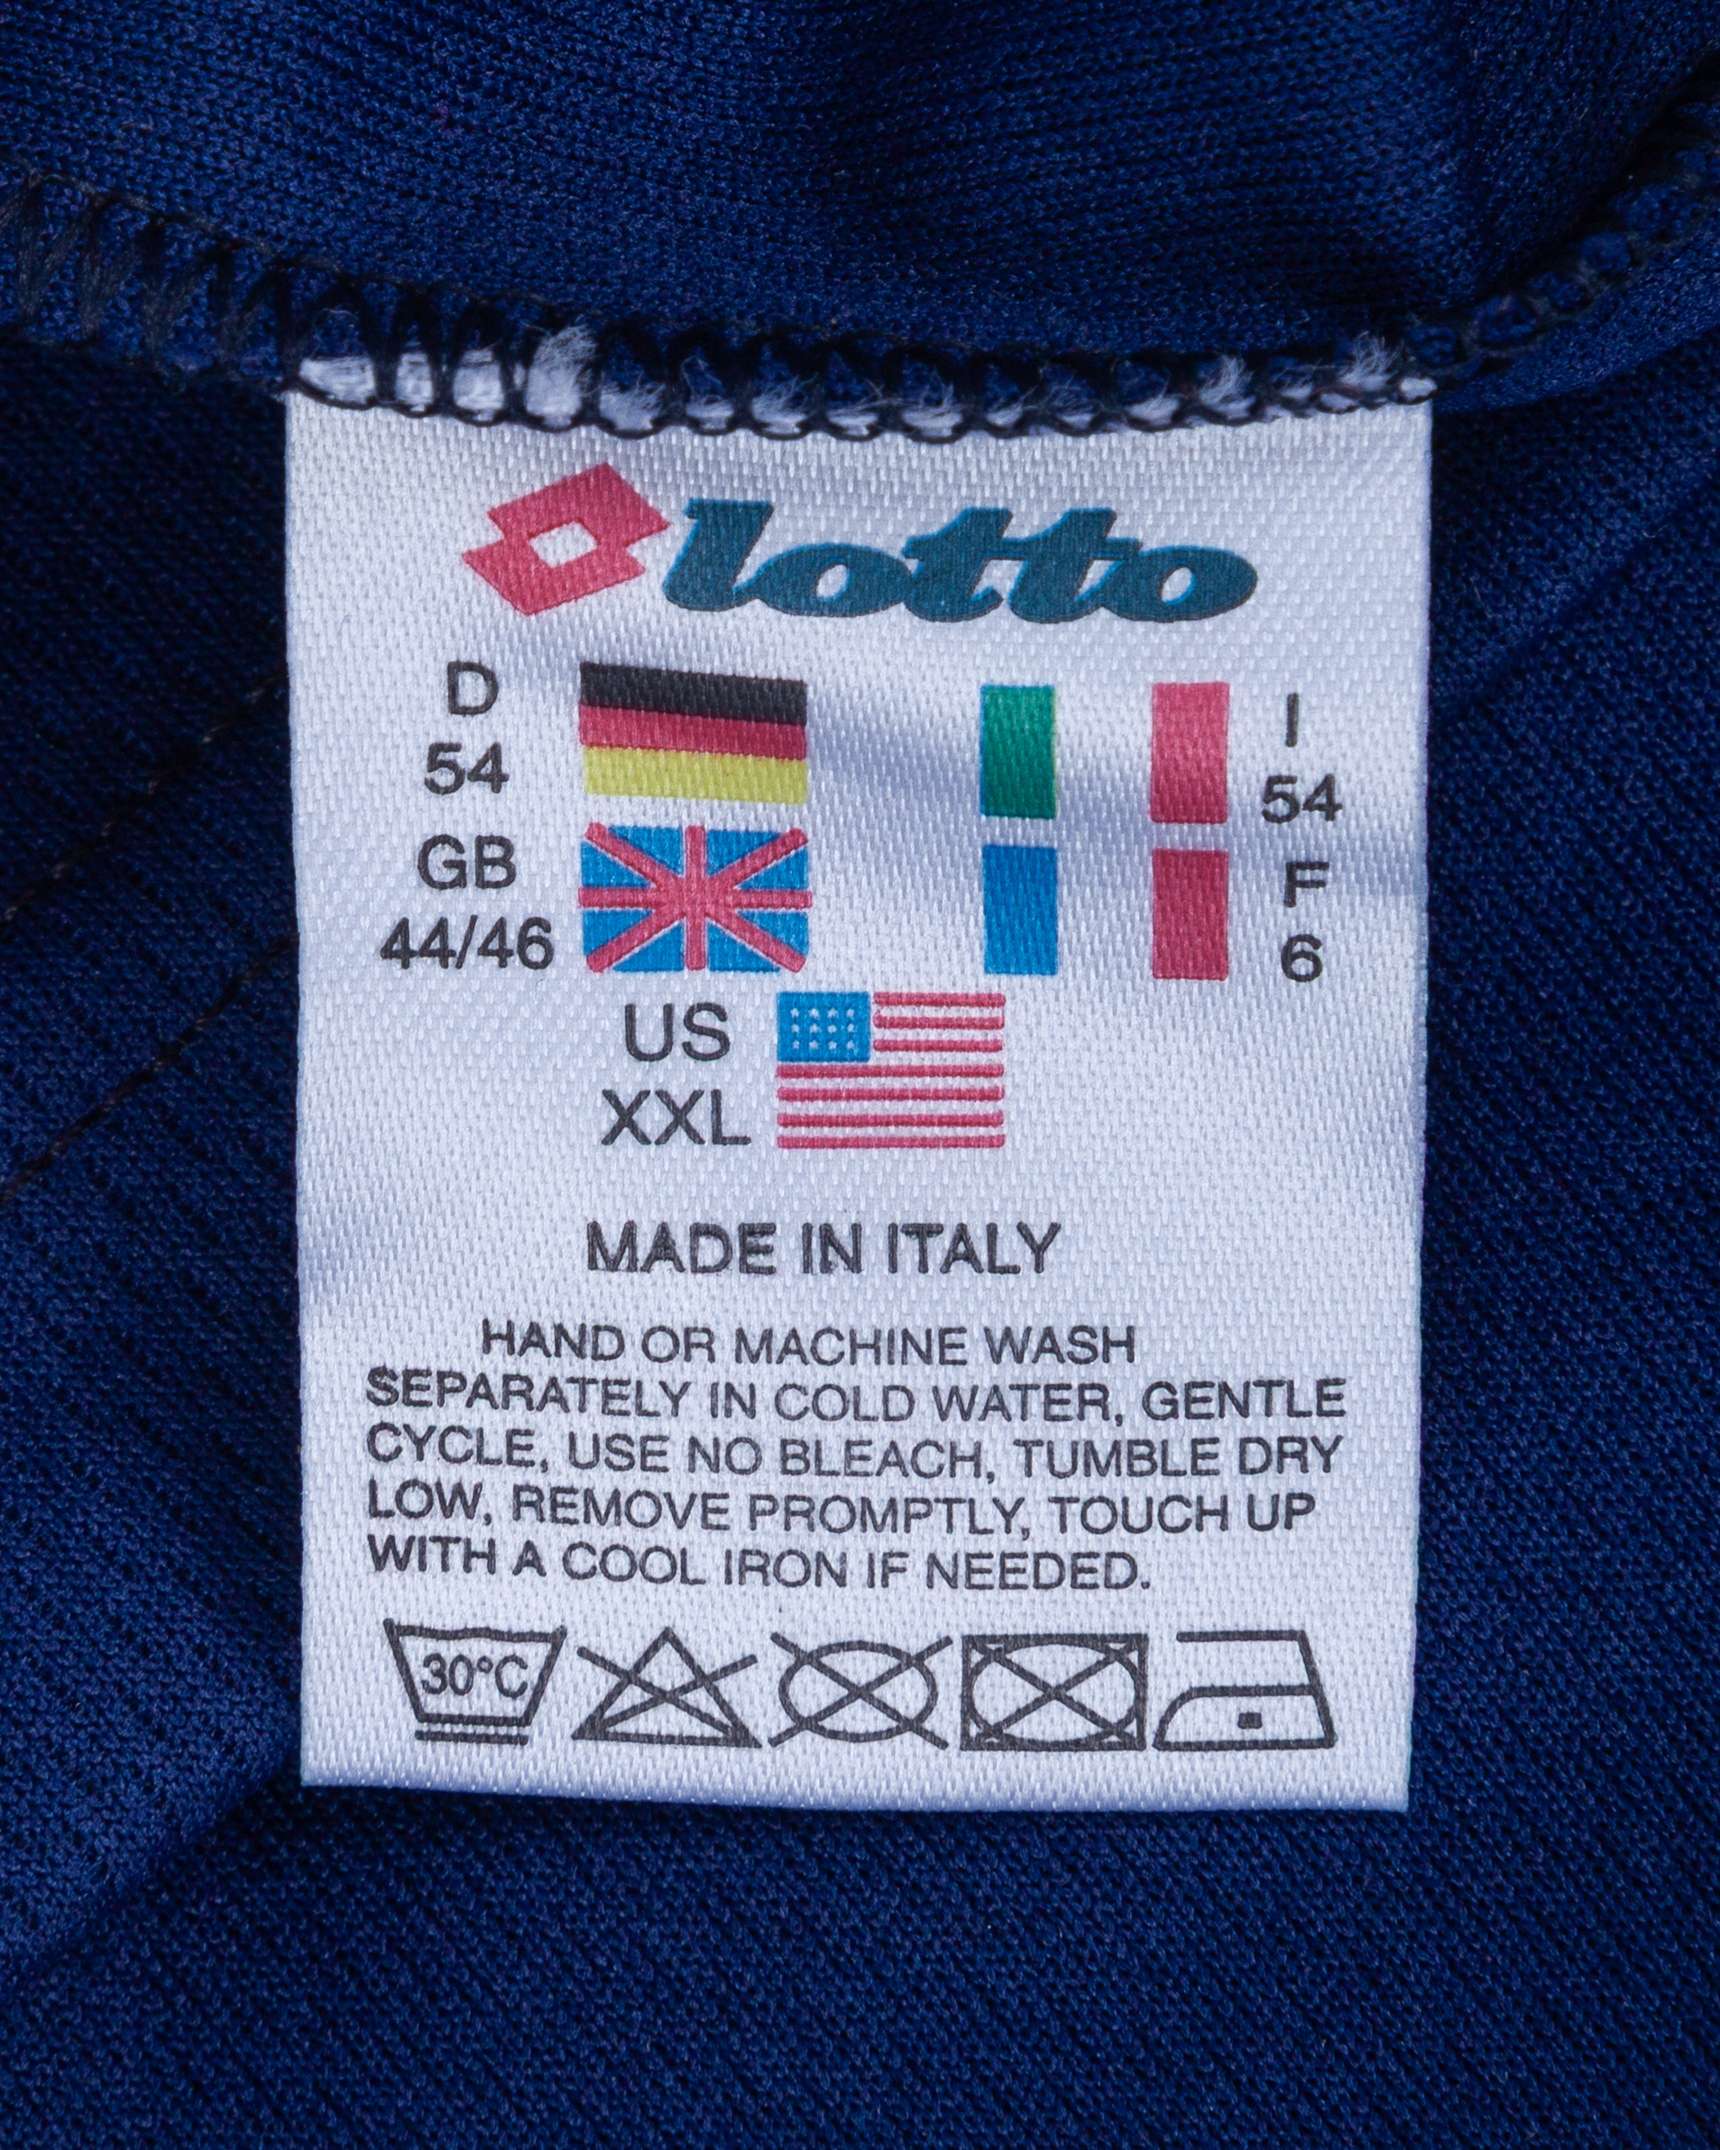 lotto
D
54
I
54
GB
44/46
F
6
US
XXL
MADE IN ITALY
HAND OR MACHINE WASH
SEPARATELY IN COLD WATER, GENTLE
CYCLE, USE NO BLEACH, TUMBLE DRY
LOW, REMOVE PROMPTLY, TOUCH UP
WITH A COOL IRON IF NEEDED.
30°C